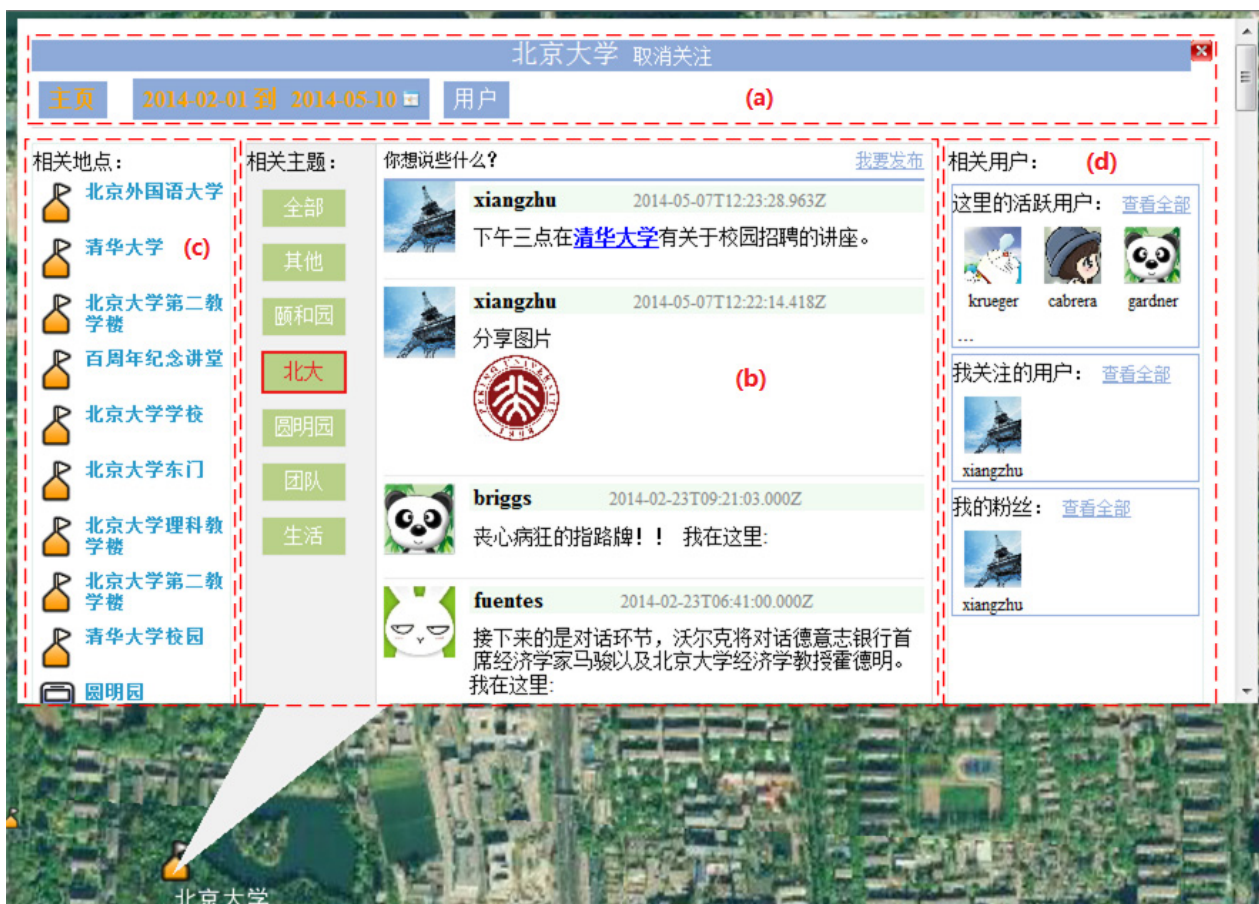 北京大学 取消关注
主页 2014-02-01 到 2014-05-10 用户 (a)
相关地点：
北京外国语大学
清华大学 (c)
北京大学第二教
学楼
百周年纪念讲堂
北京大学学校
北京大学东门
北京大学理科教
学楼
北京大学第二教
学楼
清华大学校园
圆明园
相关主题：
全部
其他
颐和园
北大
圆明园
团队
生活
你想说些什么? 我要发布
xiangzhu 2014-05-07T12:23:28.963Z
下午三点在清华大学有关于校园招聘的讲座。
xiangzhu 2014-05-07T12:22:14.418Z
分享图片
PEKING UNIVERSITY
1898
(b)
briggs 2014-02-23T09:21:03.000Z
丧心病狂的指路牌！！ 我在这里:
fuentes 2014-02-23T06:41:00.000Z
接下来的是对话环节，沃尔克将对话德意志银行首
席经济学家马骏以及北京大学经济学教授霍德明。
我在这里:
相关用户： (d)
这里的活跃用户： 查看全部
krueger cabrera gardner
...
我关注的用户： 查看全部
xiangzhu
我的粉丝： 查看全部
xiangzhu
北京大学